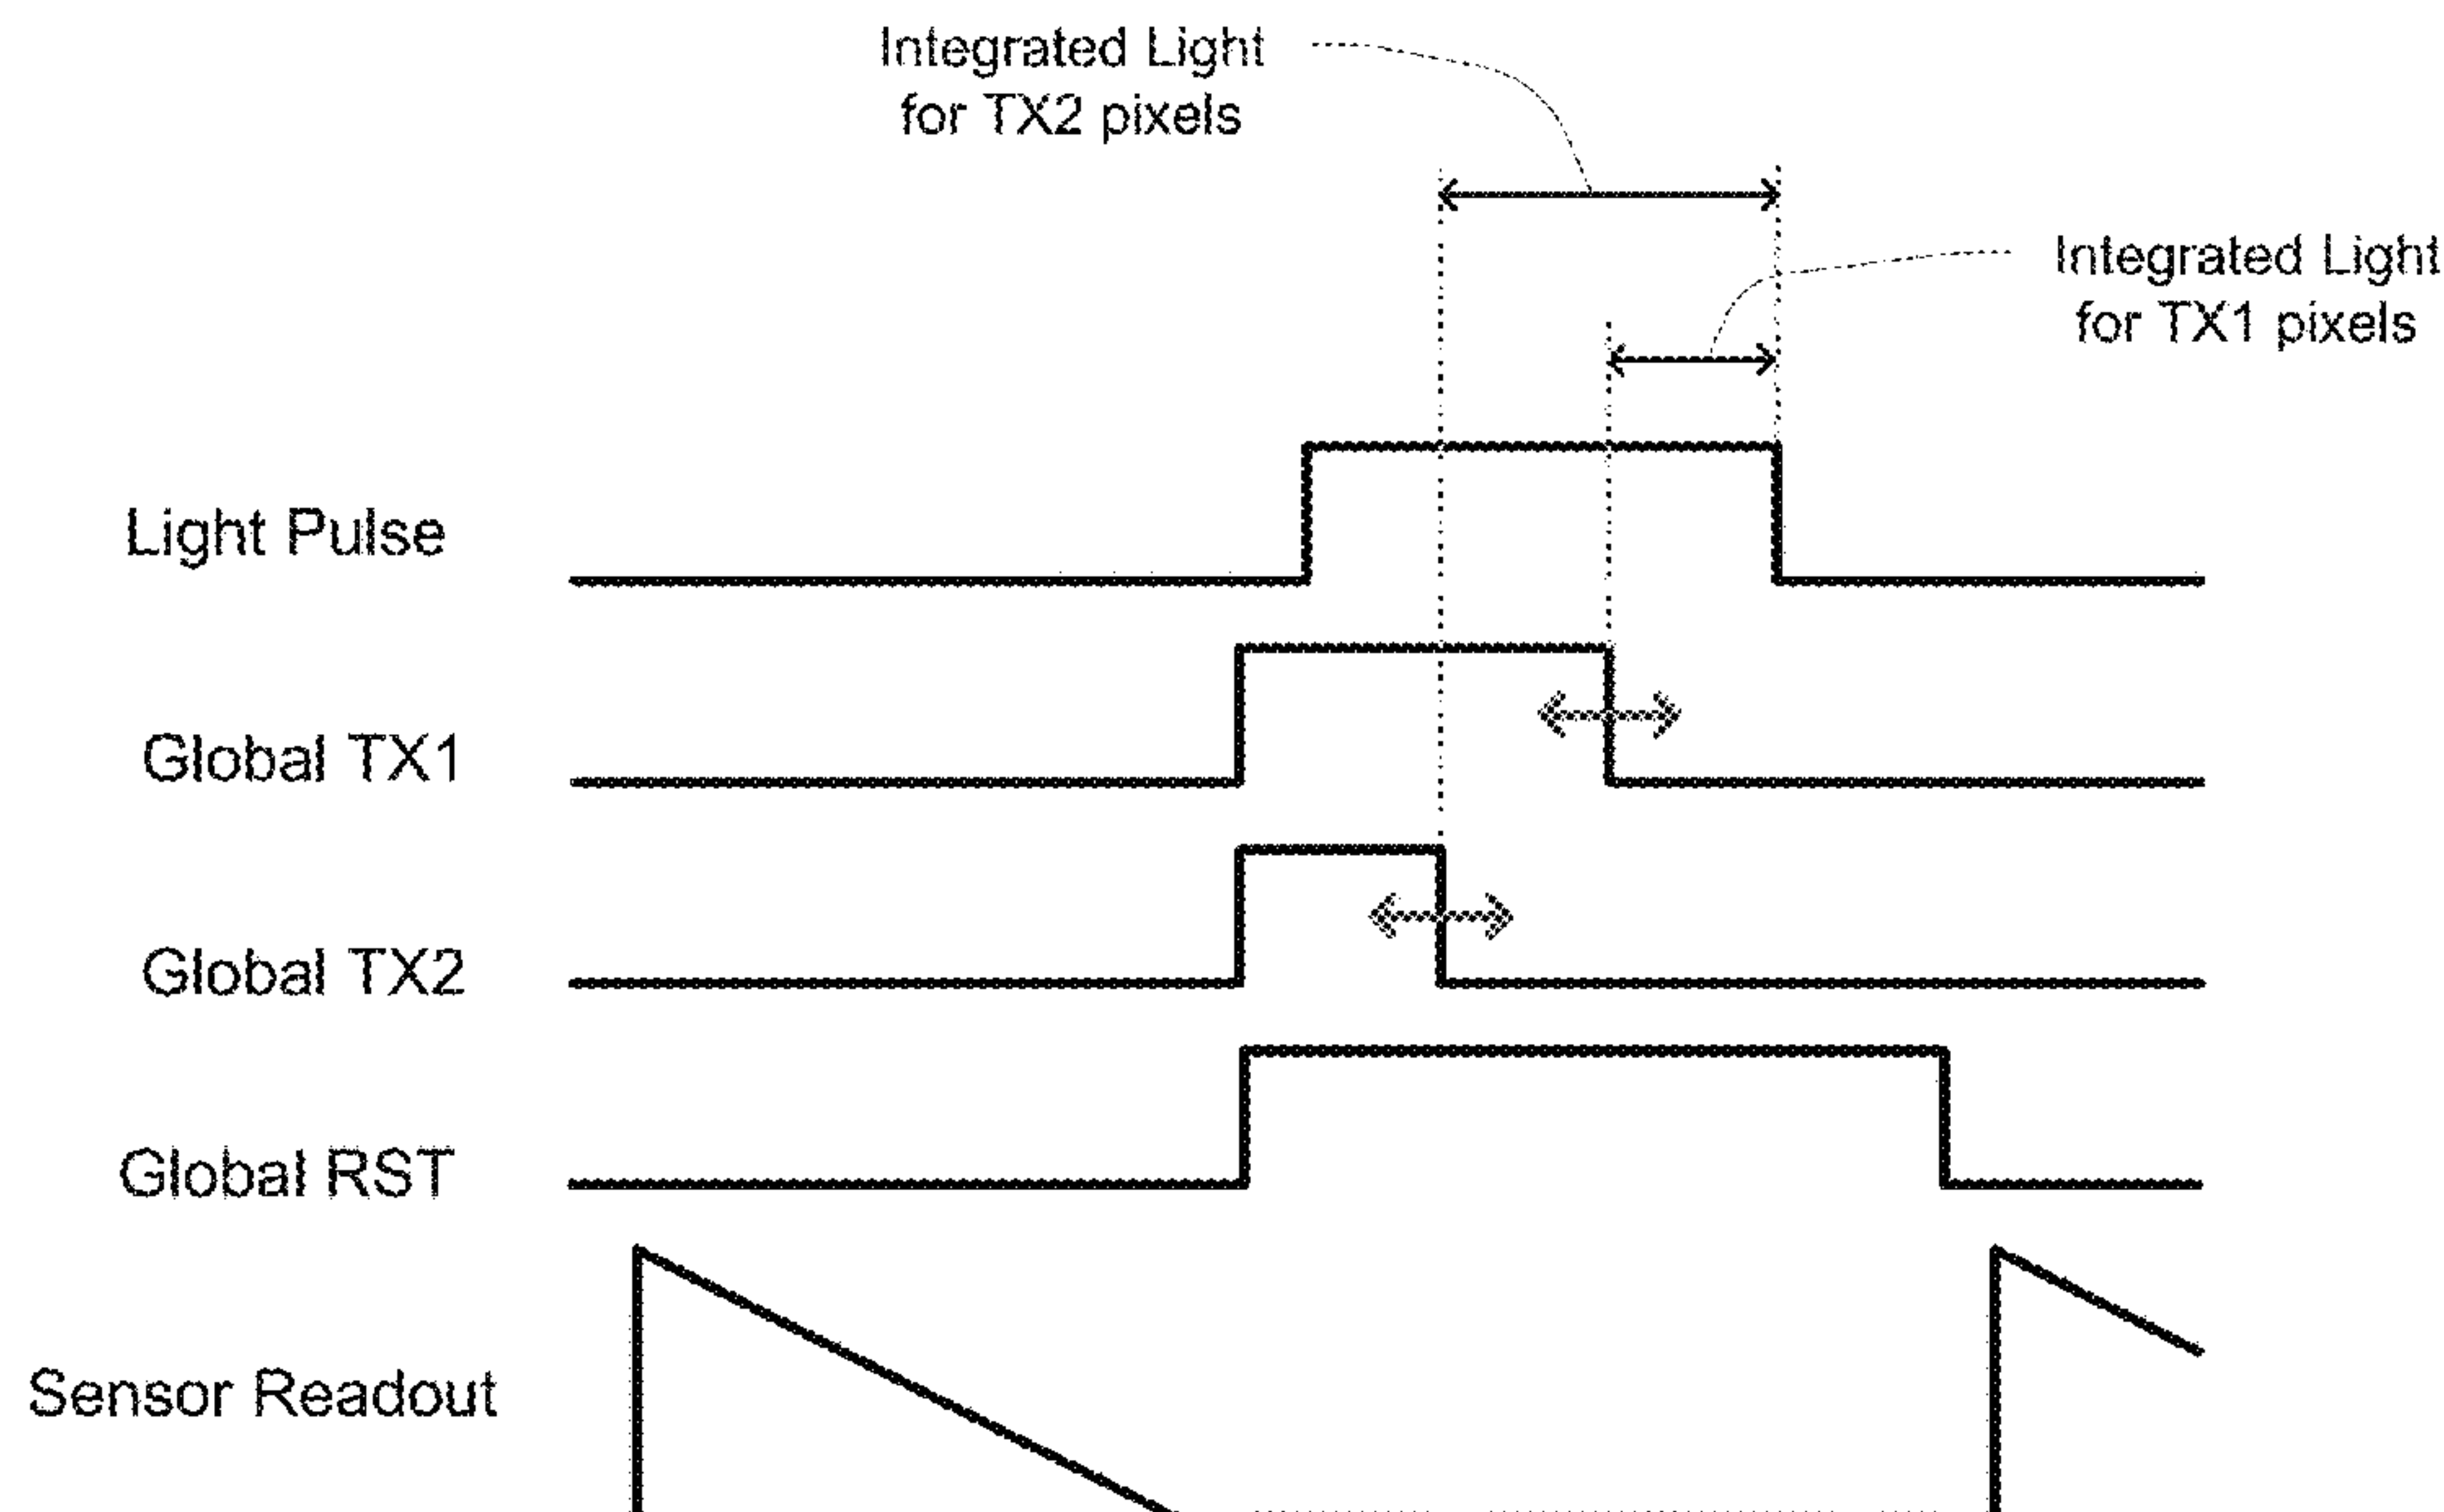 Integrated Light
for TX2 pixels
Integrated Light
for TX1 pixels
Light Pulse
Global TX1
Global TX2
Global RST
Sensor Readout